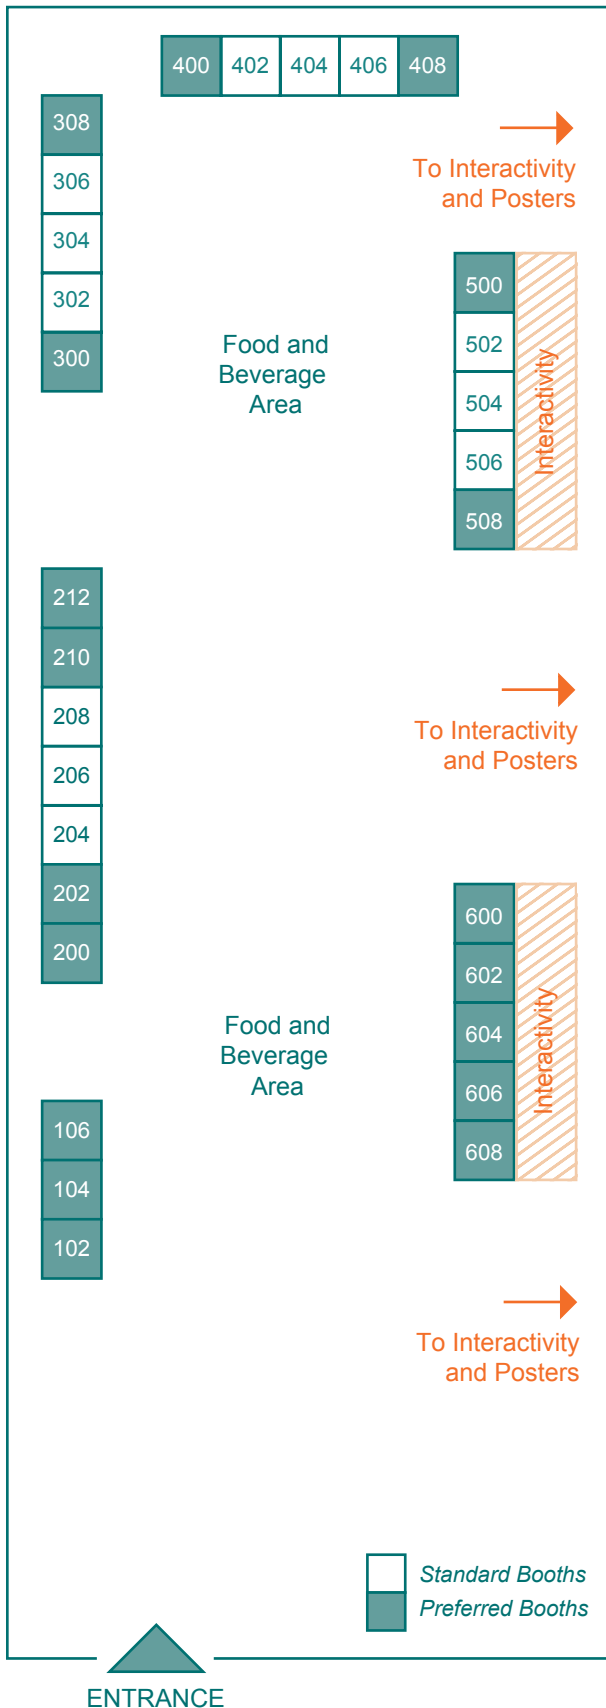 400 402 404 406 408
308
306
304
302
300
To Interactivity
and Posters
500
502
504
506
508
Interactivity
Food and
Beverage
Area
212
210
208
206
204
202
200
To Interactivity
and Posters
600
602
604
606
608
Interactivity
Food and
Beverage
Area
106
104
102
To Interactivity
and Posters
Standard Booths
Preferred Booths
ENTRANCE